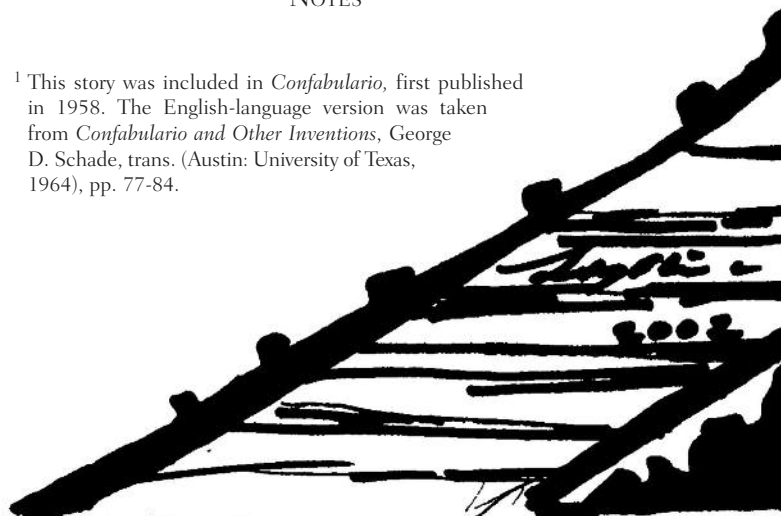 NOTES
¹ This story was included in Confabulario, first published
in 1958. The English-language version was taken
from Confabulario and Other Inventions, George
D. Schade, trans. (Austin: University of Texas,
1964), pp. 77-84.
2002